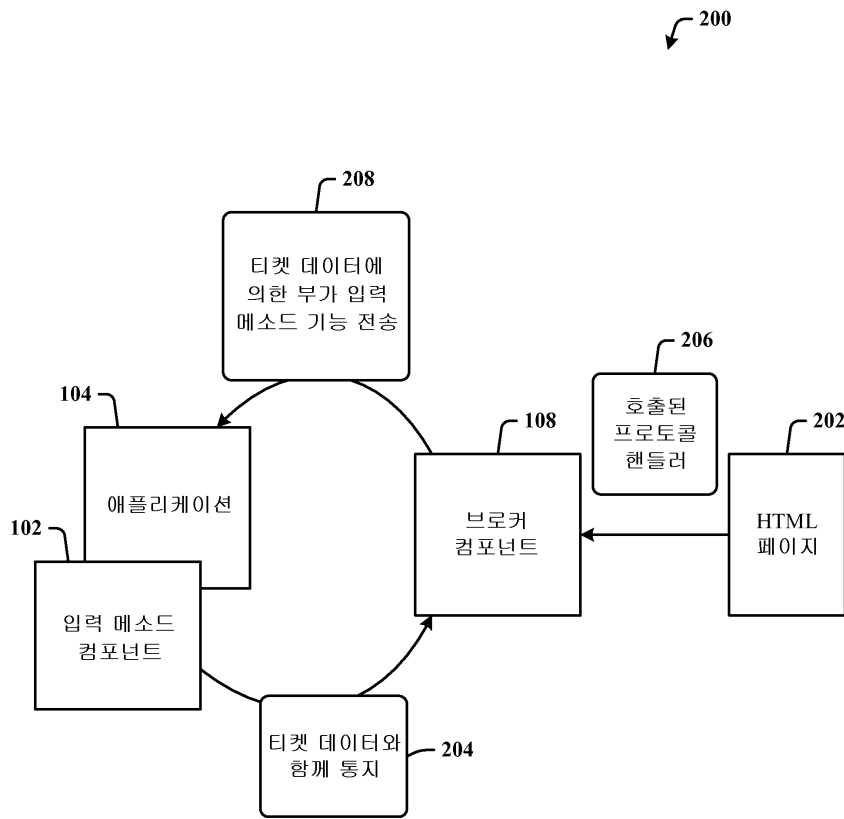 200
208
티켓 데이터에
의한 부가 입력
메소드 기능 전송
206
호출된
프로토콜
핸들러
104
애플리케이션
108
브로커
컴포넌트
202
HTML
페이지
102
입력 메소드
컴포넌트
티켓 데이터와
함께 통지
204